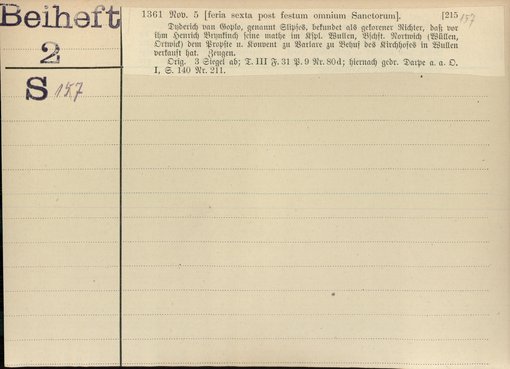 Beiheft
2
S 157
1361 Nov. 5 [feria sexta post festum omnium Sanctorum]. [215 157
Dyderich van Goplo, genannt Slipses, bekundet als gekorener Richter, daß vor
ihm Henrich Brynkinch seine mathe im Kspl. Wullen, Bschft. Nortwich (Wüllen,
Ortwick) dem Propste u. Konvent zu Varlare zu Behuf des Kirchhofes in Wullen
verkauft hat. Zeugen.
Orig. 3 Siegel ab; T. III F. 31 P. 9 Nr. 80d; hiernach gedr. Darpe a. a. O.
I, S. 140 Nr. 211.